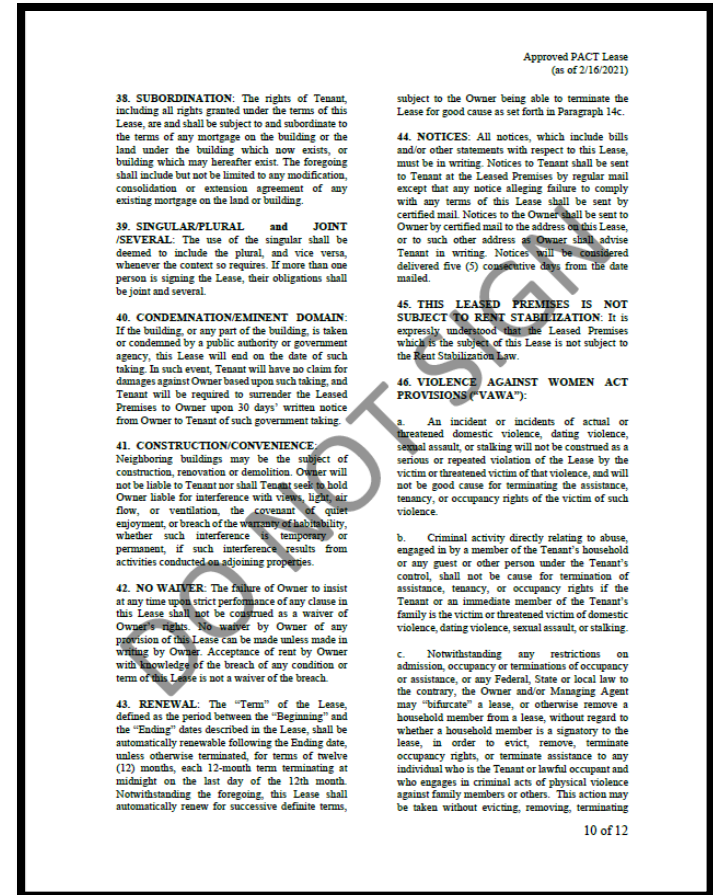 Approved PACT Lease
(as of 2/16/2021)
38. SUBORDINATION: The rights of Tenant,
including all rights granted under the terms of this
Lease, are and shall be subject to and subordinate to
the terms of any mortgage on the building or the
land under the building which now exists, or
building which may hereafter exist. The foregoing
shall include but not be limited to any modification,
consolidation or extension agreement of any
existing mortgage on the land or building.
39. SINGULAR/PLURAL and JOINT
/SEVERAL: The use of the singular shall be
deemed to include the plural, and vice versa,
whenever the context so requires. If more than one
person is signing the Lease, their obligations shall
be joint and several.
40. CONDEMNATION/EMINENT DOMAIN:
If the building, or any part of the building, is taken
or condemned by a public authority or government
agency, this Lease will end on the date of such
taking. In such event, Tenant will have no claim for
damages against Owner based upon such taking, and
Tenant will be required to surrender the Leased
Premises to Owner upon 30 days' written notice
from Owner to Tenant of such government taking.
41. CONSTRUCTION/CONVENIENCE:
Neighboring buildings may be the subject of
construction, renovation or demolition. Owner will
not be liable to Tenant nor shall Tenant seek to hold
Owner liable for interference with views, light, air
flow, or ventilation, the covenant of quiet
enjoyment, or breach of the warranty of habitability,
whether such interference is temporary or
permanent, if such interference results from
activities conducted on adjoining properties.
42. NO WAIVER: The failure of Owner to insist
at any time upon strict performance of any clause in
this Lease shall not be construed as a waiver of
Owner's rights. No waiver by Owner of any
provision of this Lease can be made unless made in
writing by Owner. Acceptance of rent by Owner
with knowledge of the breach of any condition or
term of this Lease is not a waiver of the breach.
43. RENEWAL: The "Term" of the Lease,
defined as the period between the "Beginning" and
the "Ending" dates described in the Lease, shall be
automatically renewable following the Ending date,
unless otherwise terminated, for terms of twelve
(12) months, each 12-month term terminating at
midnight on the last day of the 12th month.
Notwithstanding the foregoing, this Lease shall
automatically renew for successive definite terms,
subject to the Owner being able to terminate the
Lease for good cause as set forth in Paragraph 14c.
44. NOTICES: All notices, which include bills
and/or other statements with respect to this Lease,
must be in writing. Notices to Tenant shall be sent
to Tenant at the Leased Premises by regular mail
except that any notice alleging failure to comply
with any terms of this Lease shall be sent by
certified mail. Notices to the Owner shall be sent to
Owner by certified mail to the address on this Lease,
or to such other address as Owner shall advise
Tenant in writing. Notices will be considered
delivered five (5) consecutive days from the date
mailed.
45. THIS LEASED PREMISES IS NOT
SUBJECT TO RENT STABILIZATION: It is
expressly understood that the Leased Premises
which is the subject of this Lease is not subject to
the Rent Stabilization Law.
46. VIOLENCE AGAINST WOMEN ACT
PROVISIONS ("VAWA"):
a. An incident or incidents of actual or
threatened domestic violence, dating violence,
sexual assault, or stalking will not be construed as a
serious or repeated violation of the Lease by the
victim or threatened victim of that violence, and will
not be good cause for terminating the assistance,
tenancy, or occupancy rights of the victim of such
violence.
b. Criminal activity directly relating to abuse,
engaged in by a member of the Tenant's household
or any guest or other person under the Tenant's
control, shall not be cause for termination of
assistance, tenancy, or occupancy rights if the
Tenant or an immediate member of the Tenant's
family is the victim or threatened victim of domestic
violence, dating violence, sexual assault, or stalking.
c. Notwithstanding any restrictions on
admission, occupancy or terminations of occupancy
or assistance, or any Federal, State or local law to
the contrary, the Owner and/or Managing Agent
may "bifurcate" a lease, or otherwise remove a
household member from a lease, without regard to
whether a household member is a signatory to the
lease, in order to evict, remove, terminate
occupancy rights, or terminate assistance to any
individual who is the Tenant or lawful occupant and
who engages in criminal acts of physical violence
against family members or others. This action may
be taken without evicting, removing, terminating
10 of 12
DO NOT SIGN